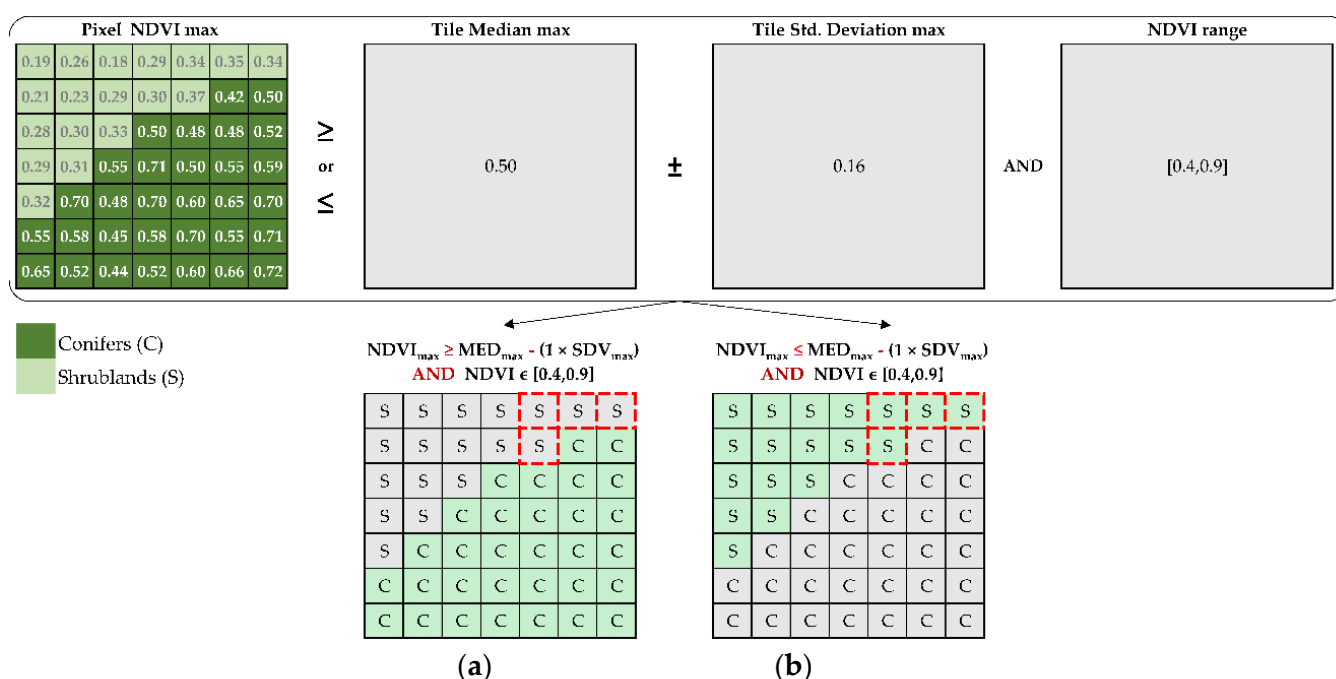 Pixel NDVI max
Tile Median max
Tile Std. Deviation max
NDVI range
0.19 0.26 0.18 0.29 0.34 0.35 0.34
0.21 0.23 0.29 0.30 0.37 0.42 0.50
0.28 0.30 0.33 0.50 0.48 0.48 0.52
0.29 0.31 0.55 0.71 0.50 0.55 0.59
0.32 0.70 0.48 0.70 0.60 0.65 0.70
0.55 0.58 0.45 0.58 0.70 0.55 0.71
0.65 0.52 0.44 0.52 0.60 0.66 0.72
≥
or
≤
0.50
±
0.16
AND
[0.4,0.9]
Conifers (C)
Shrublands (S)
NDVImax ≥ MEDmax - (1 × SDVmax)
AND NDVI ϵ [0.4,0.9]
S S S S S S S
S S S S S C C
S S S C C C C
S S C C C C C
S C C C C C C
C C C C C C C
C C C C C C C
(a)
NDVImax ≤ MEDmax - (1 × SDVmax)
AND NDVI ϵ [0.4,0.9]
S S S S S S S
S S S S S C C
S S S C C C C
S S C C C C C
S C C C C C C
C C C C C C C
C C C C C C C
(b)